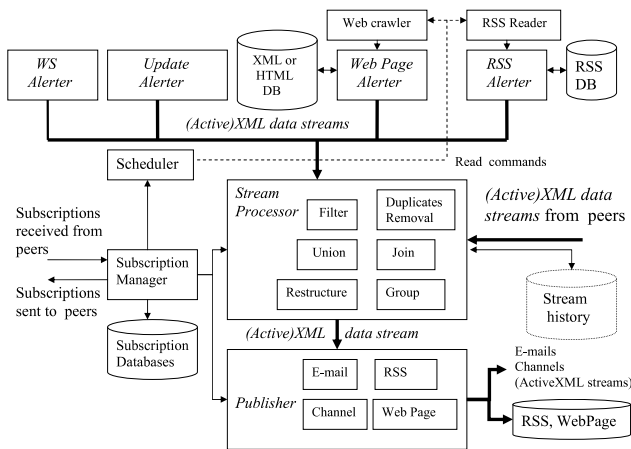 Web crawler
RSS Reader
WS
Alerter
Update
Alerter
XML or
HTML
DB
Web Page
Alerter
RSS
Alerter
RSS
DB
(Active)XML data streams
Scheduler
Read commands
Stream
Processor
Filter
Duplicates
Removal
Union
Join
Restructure
Group
(Active)XML data
streams from peers
Subscriptions
received from
peers
Subscription
Manager
Subscriptions
sent to peers
Stream
history
Subscription
Databases
(Active)XML data stream
E-mail
RSS
Publisher
Channel
Web Page
E-mails
Channels
(ActiveXML streams)
RSS, WebPage